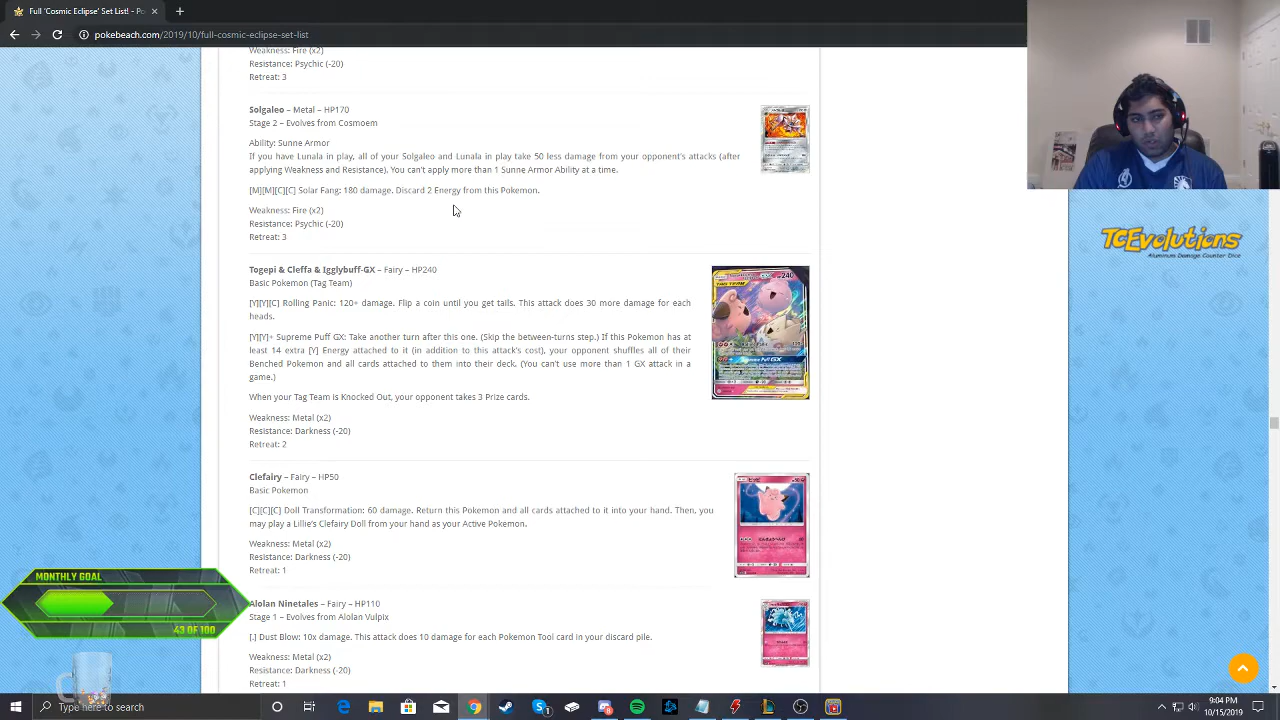 Full 'Cosmic Eclipse' Set List - Po
pokebeach.com/2019/10/full-cosmic-eclipse-set-list
Weakness: Fire (x2)
Resistance: Psychic (-20)
Retreat: 3
Solgaleo – Metal – HP170
Stage 2 – Evolves from Cosmoem
Ability: Sunne Armor
If you have Lunala in play, all of your Solgaleo and Lunala in play take 50 less damage from your opponent's attacks (after
applying Weakness and Resistance). You can't apply more than 1 Sunne Armor Ability at a time.
[M][M][C][C] Solar Fang: 180 damage. Discard 2 Energy from this Pokemon.
Weakness: Fire (x2)
Resistance: Psychic (-20)
Retreat: 3
Togepi & Cleffa & Igglybuff-GX – Fairy – HP240
Basic Pokemon (Tag Team)
[Y][Y][C] Rolling Panic: 120+ damage. Flip a coin until you get tails. This attack does 30 more damage for each
heads.
[Y][Y]+ Supreme Puff GX: Take another turn after this one. (Skip the between-turns step.) If this Pokemon has at
least 14 extra [Y] Energy attached to it (in addition to this attack's cost), your opponent shuffles all of their
Benched Pokemon and all cards attached to them into their deck. (You can't use more than 1 GX attack in a
game.)
When your Tag Team is Knocked Out, your opponent takes 3 Prize cards.
Weakness: Metal (x2)
Resistance: Darkness (-20)
Retreat: 2
Clefairy – Fairy – HP50
Basic Pokemon
[C][C][C] Doll Transformation: 60 damage. Return this Pokemon and all cards attached to it into your hand. Then, you
may play a Lillie's Clefairy Doll from your hand as your Active Pokemon.
Weakness: Metal (x2)
Resistance: Darkness (-20)
Retreat: 1
Alolan Ninetales – Fairy – HP110
Stage 1 – Evolves from Alolan Vulpix
[.] Dust Blow: 10x damage. This attack does 10 damage for each Pokemon Tool card in your discard pile.
Weakness: Metal (x2)
Resistance: Darkness (-20)
Retreat: 1
TCEvolutions
Aluminum Damage Counter Dice
MONTHLY GOAL
43 OF 100
Type here to search
9:04 PM
10/15/2019